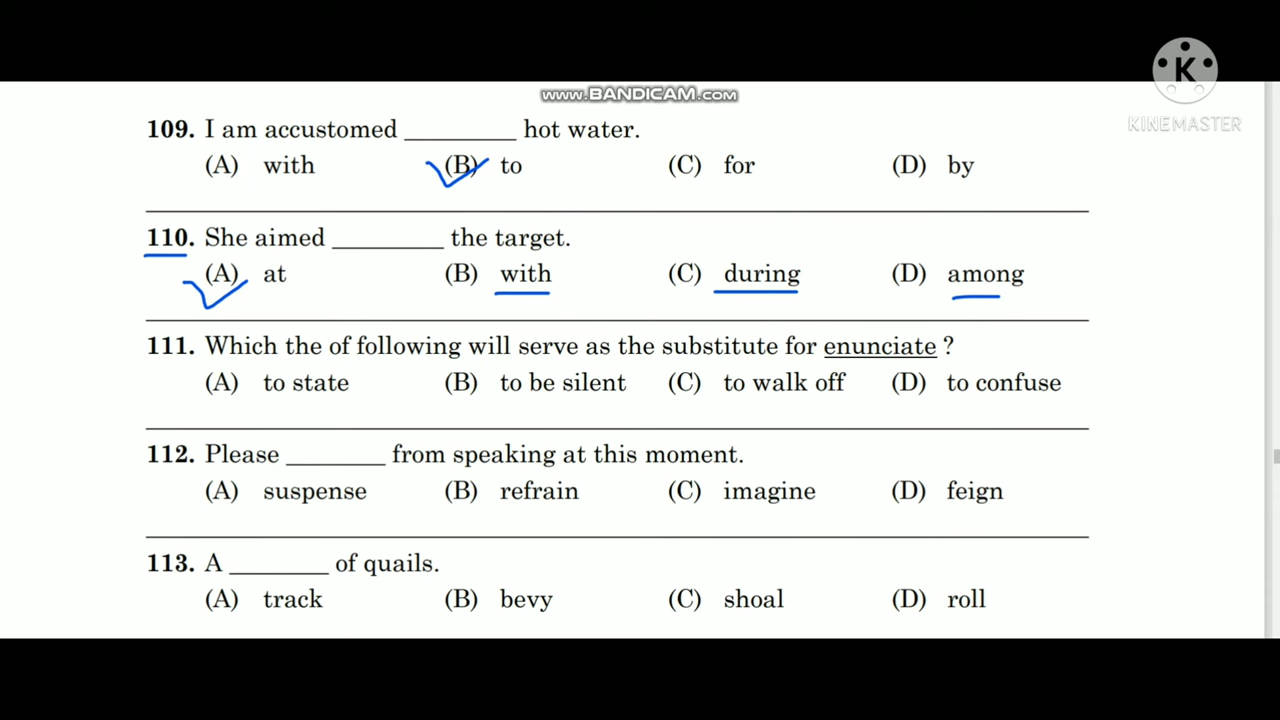 www.BANDICAM.com
K
KINEMASTER
109. I am accustomed ________ hot water.
(A) with (B) to (C) for (D) by
110. She aimed ________ the target.
(A) at (B) with (C) during (D) among
111. Which the of following will serve as the substitute for enunciate ?
(A) to state (B) to be silent (C) to walk off (D) to confuse
112. Please _______ from speaking at this moment.
(A) suspense (B) refrain (C) imagine (D) feign
113. A _______ of quails.
(A) track (B) bevy (C) shoal (D) roll